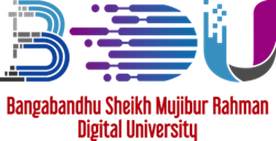 BDU
Bangabandhu Sheikh Mujibur Rahman
Digital University